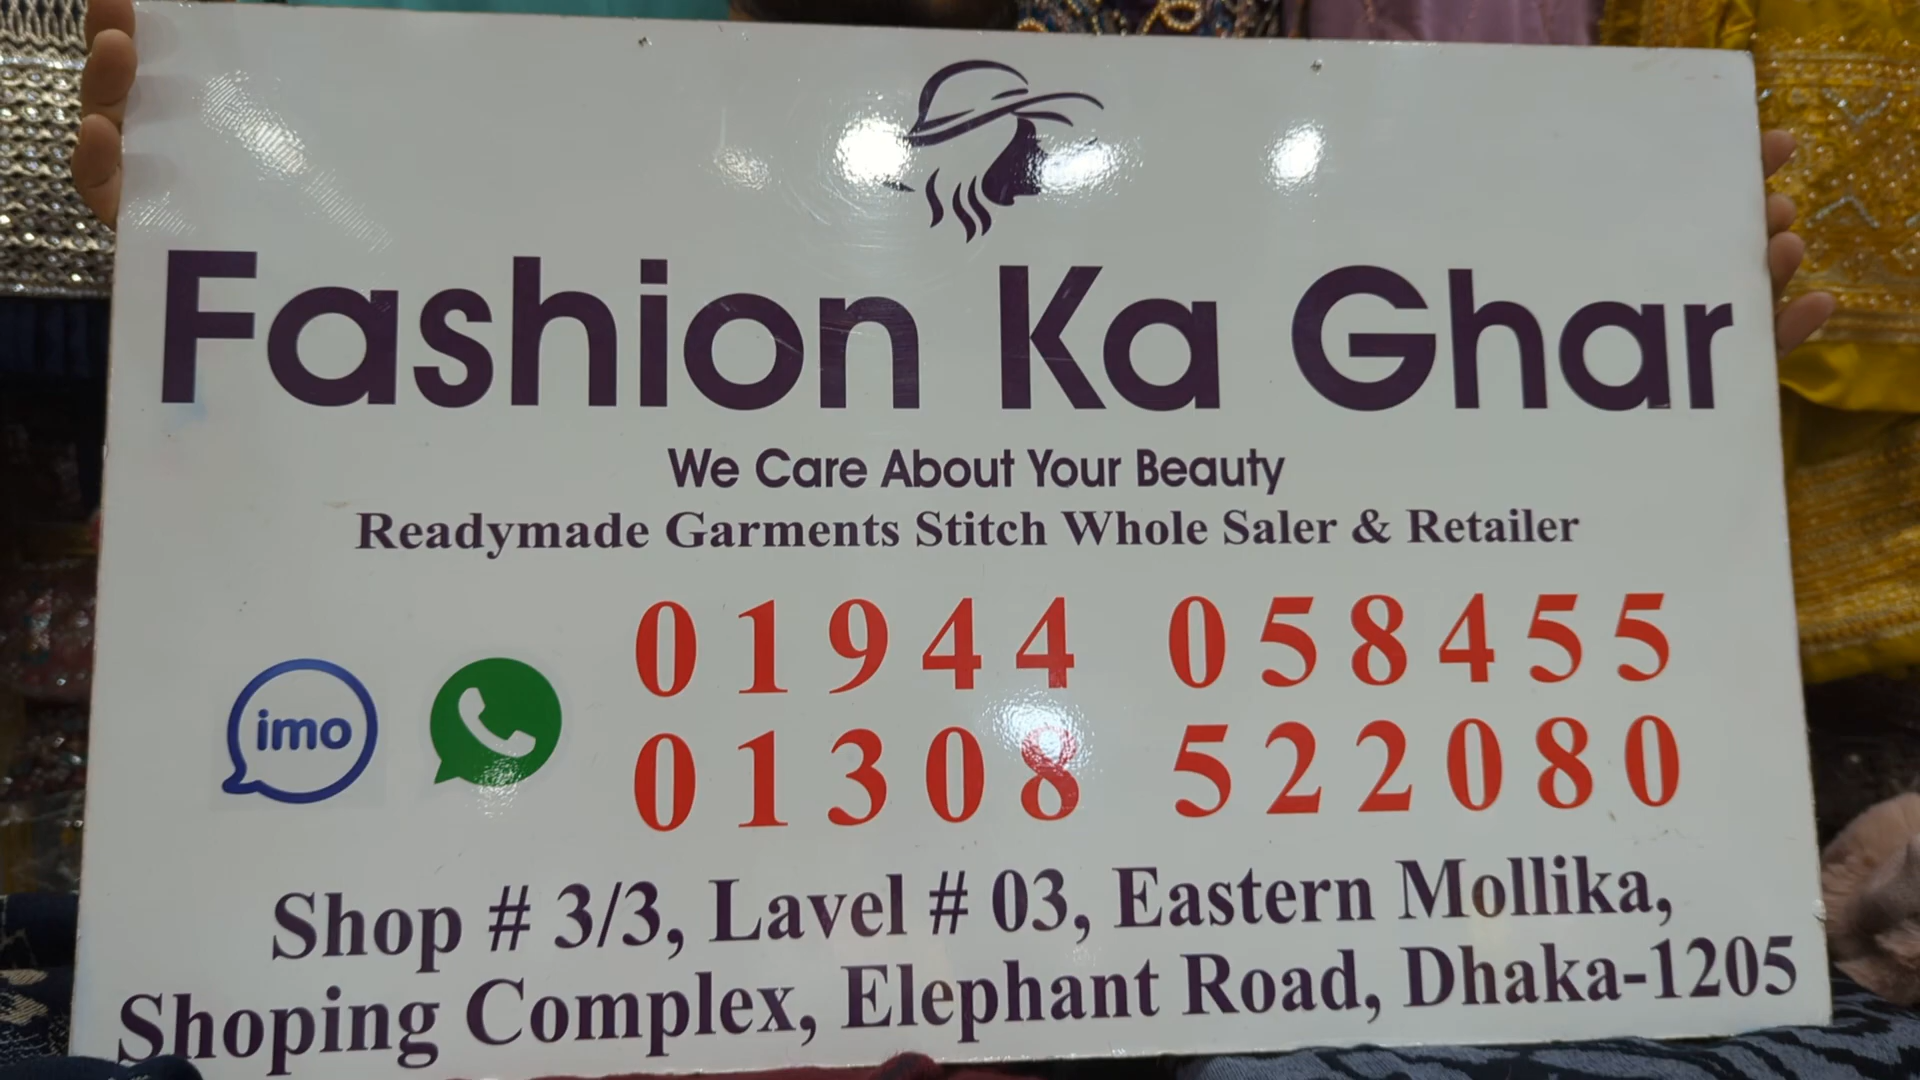 Fashion Ka Ghar
We Care About Your Beauty
Readymade Garments Stitch Whole Saler & Retailer
imo
01944 058455
01308 522080
Shop # 3/3, Lavel # 03, Eastern Mollika,
Shoping Complex, Elephant Road, Dhaka-1205